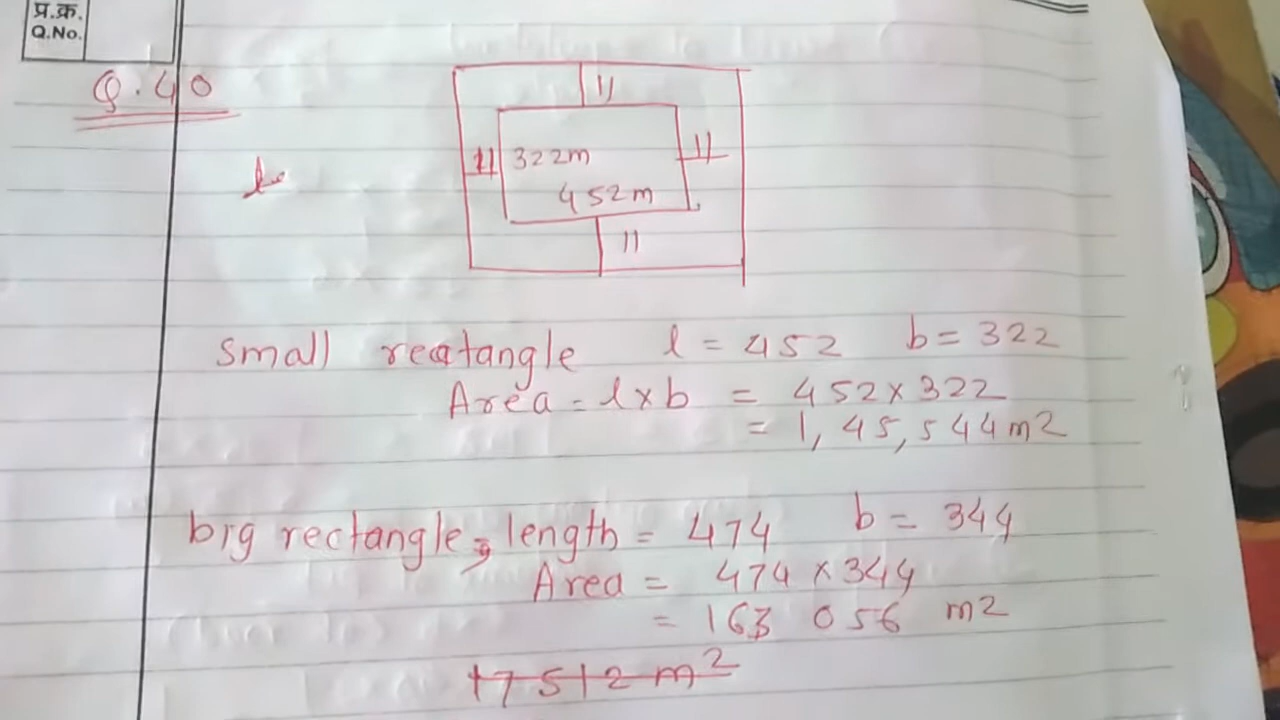 प्र.क्र.
Q.No.
Q.40
11
11 322m 11
452m
11
small rectangle l = 452 b = 322
Area = l x b = 452 x 322
= 1,45,544 m2
big rectangle, length = 474 b = 344
Area = 474 x 344
= 163 056 m2
17512 m²